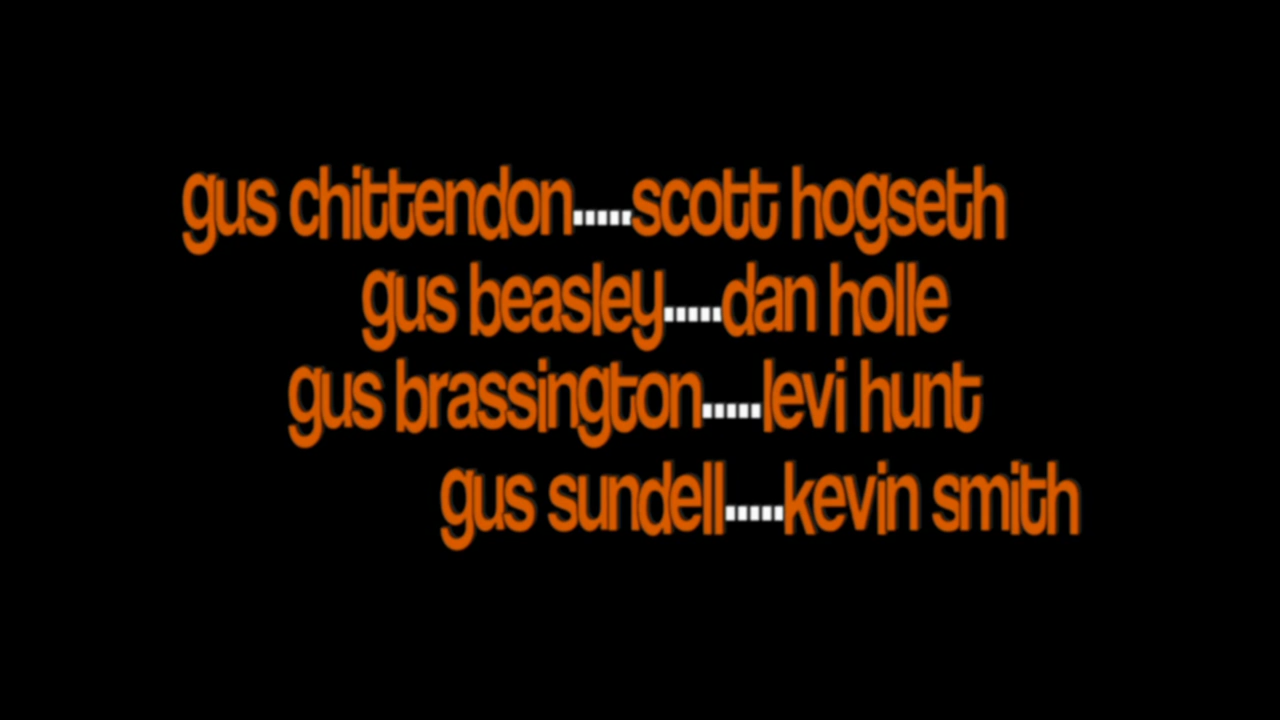 gus chittendon.....scott hogseth
gus beasley.....dan holle
gus brassington.....levi hunt
gus sundell.....kevin smith